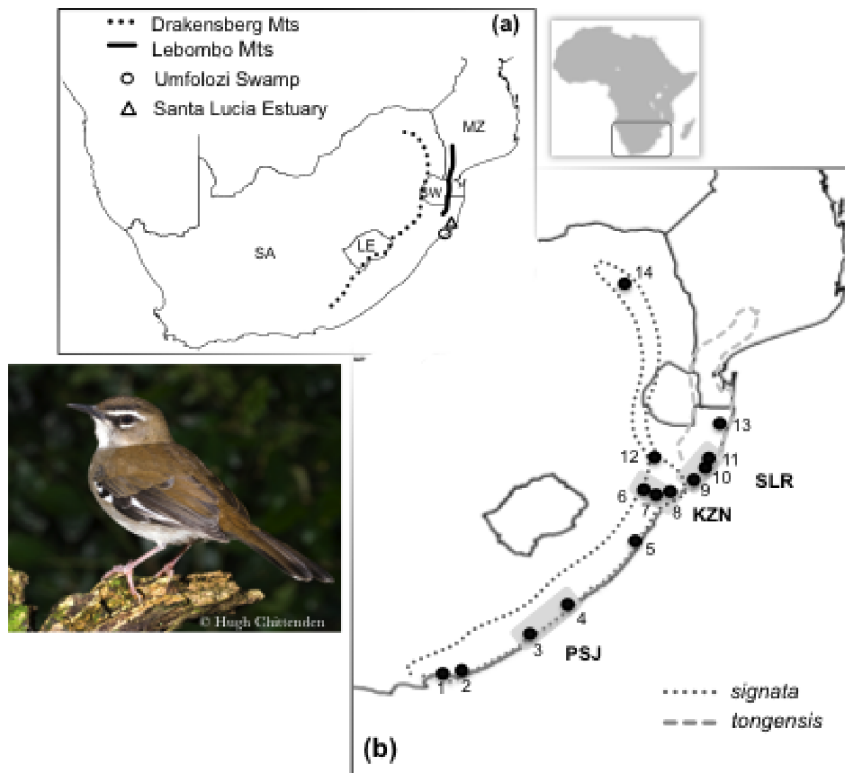 Drakensberg Mts
(a)
Lebombo Mts
Umfolozi Swamp
Santa Lucia Estuary
MZ
SA
LE
14
13
12
11
10
SLR
6
9
7
8
KZN
5
4
3
PSJ
1
2
signata
tongensis
(b)
© Hugh Chittenden